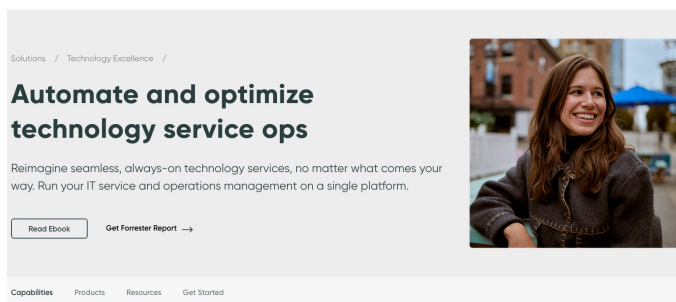 Solutions / Technology Excellence /
Automate and optimize
technology service ops
Reimagine seamless, always-on technology services, no matter what comes your
way. Run your IT service and operations management on a single platform.
Read Ebook Get Forrester Report →
Capabilities Products Resources Get Started